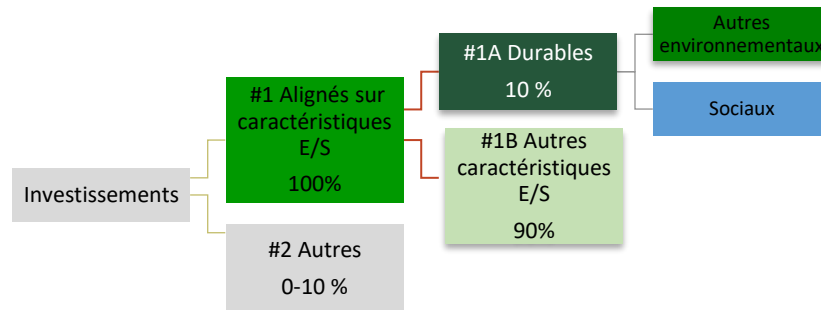 Investissements
#1 Alignés sur
caractéristiques
E/S
100%
#2 Autres
0-10 %
#1A Durables
10 %
#1B Autres
caractéristiques
E/S
90%
Autres
environnementaux
Sociaux